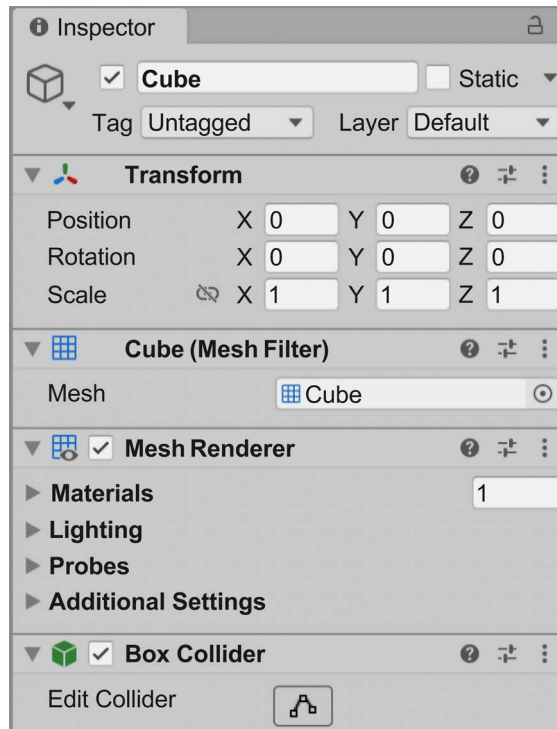 Inspector
Cube Static
Tag Untagged Layer Default
Transform
Position X 0 Y 0 Z 0
Rotation X 0 Y 0 Z 0
Scale X 1 Y 1 Z 1
Cube (Mesh Filter)
Mesh Cube
Mesh Renderer
Materials 1
Lighting
Probes
Additional Settings
Box Collider
Edit Collider